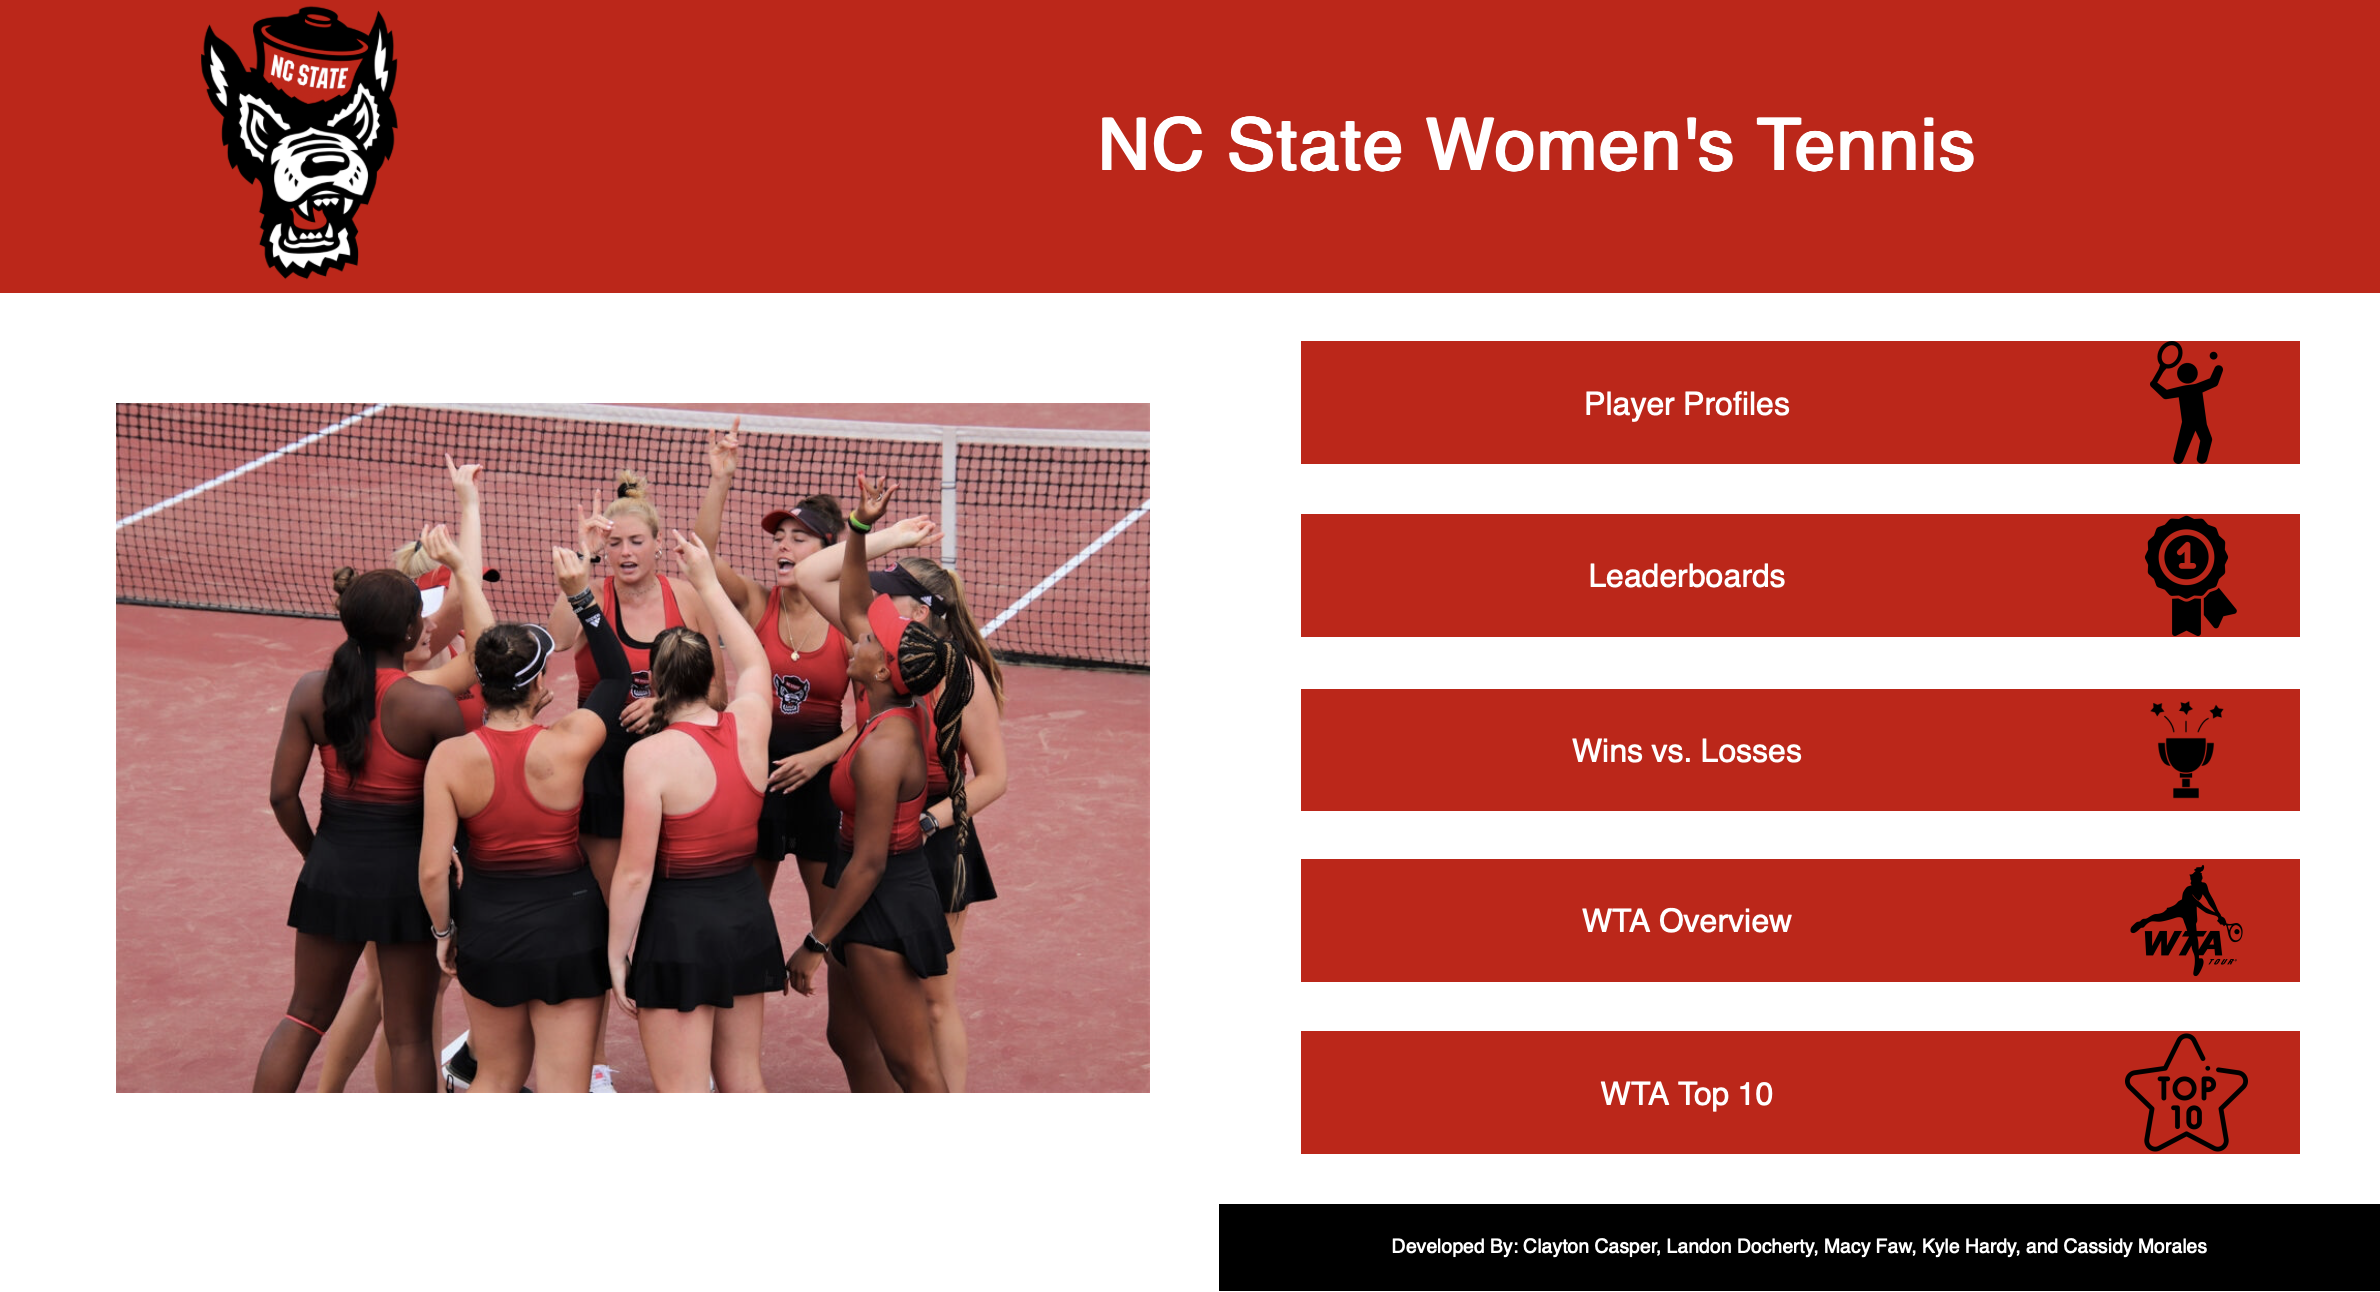 NC STATE
NC State Women's Tennis
Player Profiles
Leaderboards
1
Wins vs. Losses
WTA Overview
WTA
TOUR
WTA Top 10
TOP
10
Developed By: Clayton Casper, Landon Docherty, Macy Faw, Kyle Hardy, and Cassidy Morales